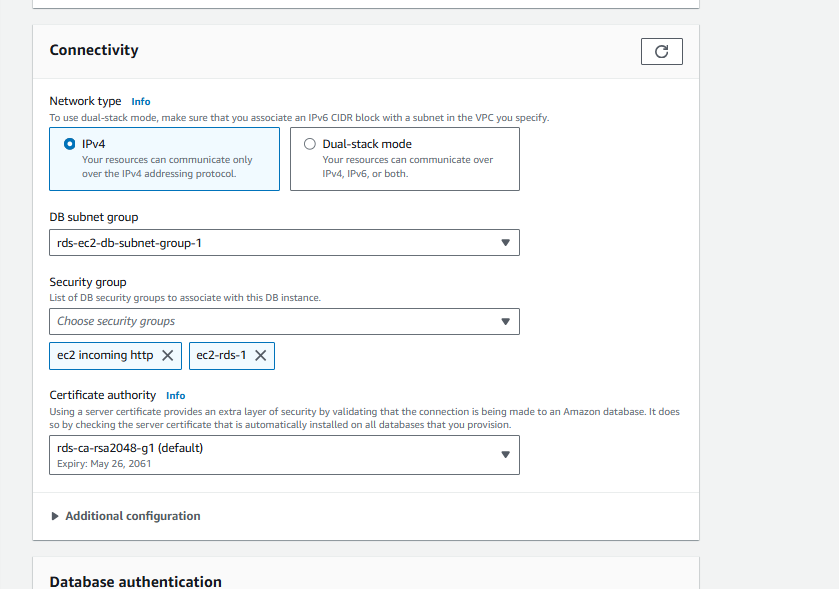 Connectivity
Network type Info
To use dual-stack mode, make sure that you associate an IPv6 CIDR block with a subnet in the VPC you specify.
IPv4
Your resources can communicate only
over the IPv4 addressing protocol.
Dual-stack mode
Your resources can communicate over
IPv4, IPv6, or both.
DB subnet group
rds-ec2-db-subnet-group-1
Security group
List of DB security groups to associate with this DB instance.
Choose security groups
ec2 incoming http
ec2-rds-1
Certificate authority Info
Using a server certificate provides an extra layer of security by validating that the connection is being made to an Amazon database. It does
so by checking the server certificate that is automatically installed on all databases that you provision.
rds-ca-rsa2048-g1 (default)
Expiry: May 26, 2061
Additional configuration
Database authentication